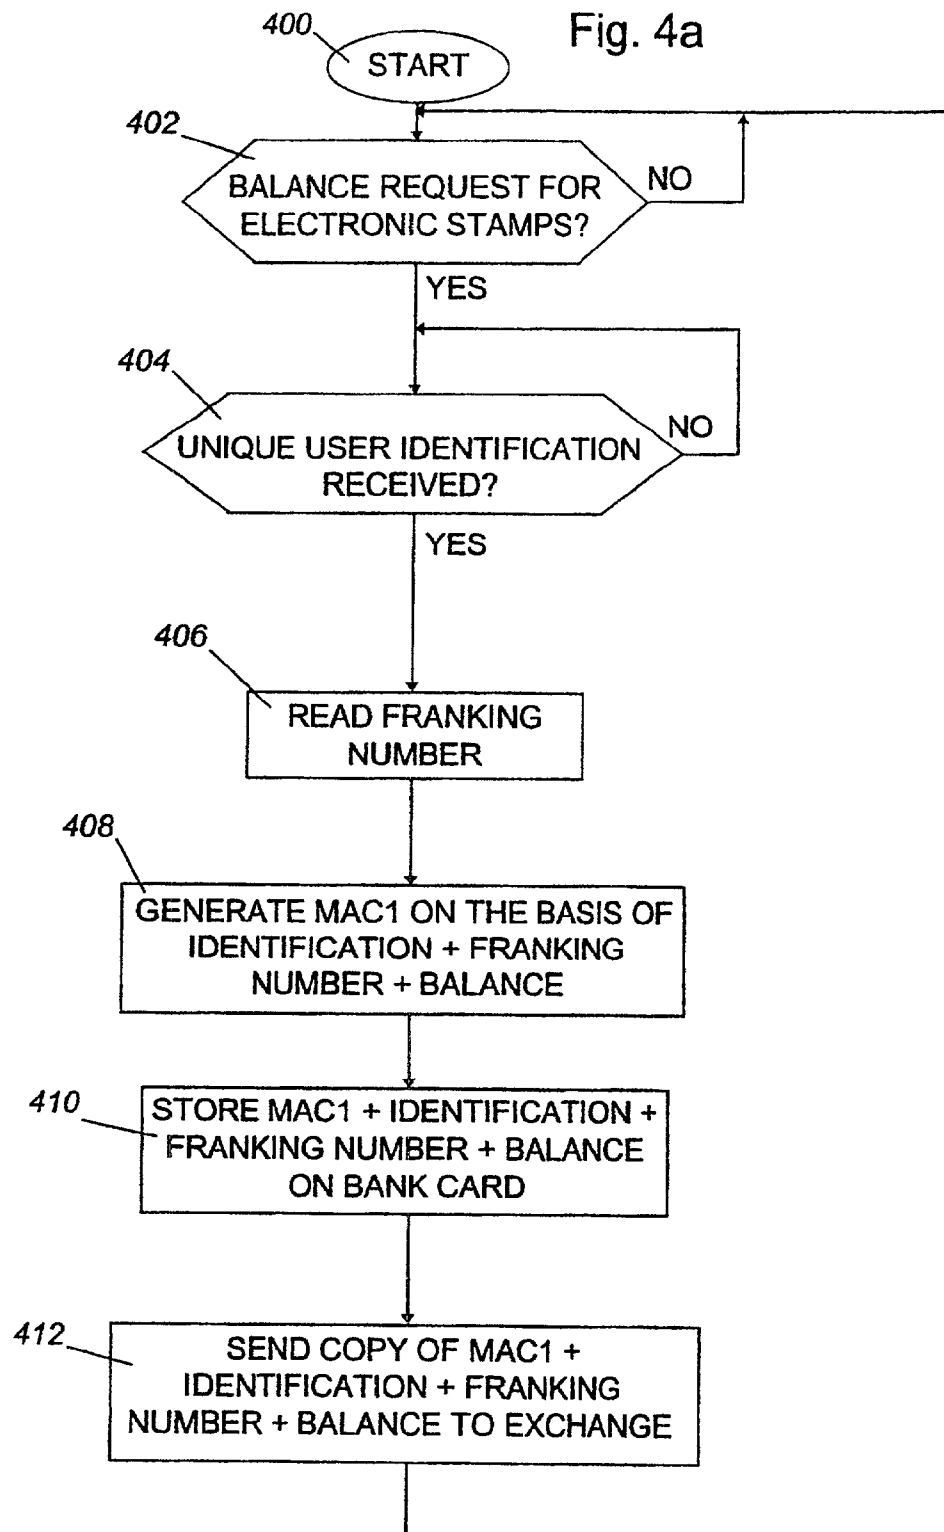 Fig. 4a
400
START
402
BALANCE REQUEST FOR
ELECTRONIC STAMPS?
NO
YES
404
UNIQUE USER IDENTIFICATION
RECEIVED?
NO
YES
406
READ FRANKING
NUMBER
408
GENERATE MAC1 ON THE BASIS OF
IDENTIFICATION + FRANKING
NUMBER + BALANCE
410
STORE MAC1 + IDENTIFICATION +
FRANKING NUMBER + BALANCE
ON BANK CARD
412
SEND COPY OF MAC1 +
IDENTIFICATION + FRANKING
NUMBER + BALANCE TO EXCHANGE